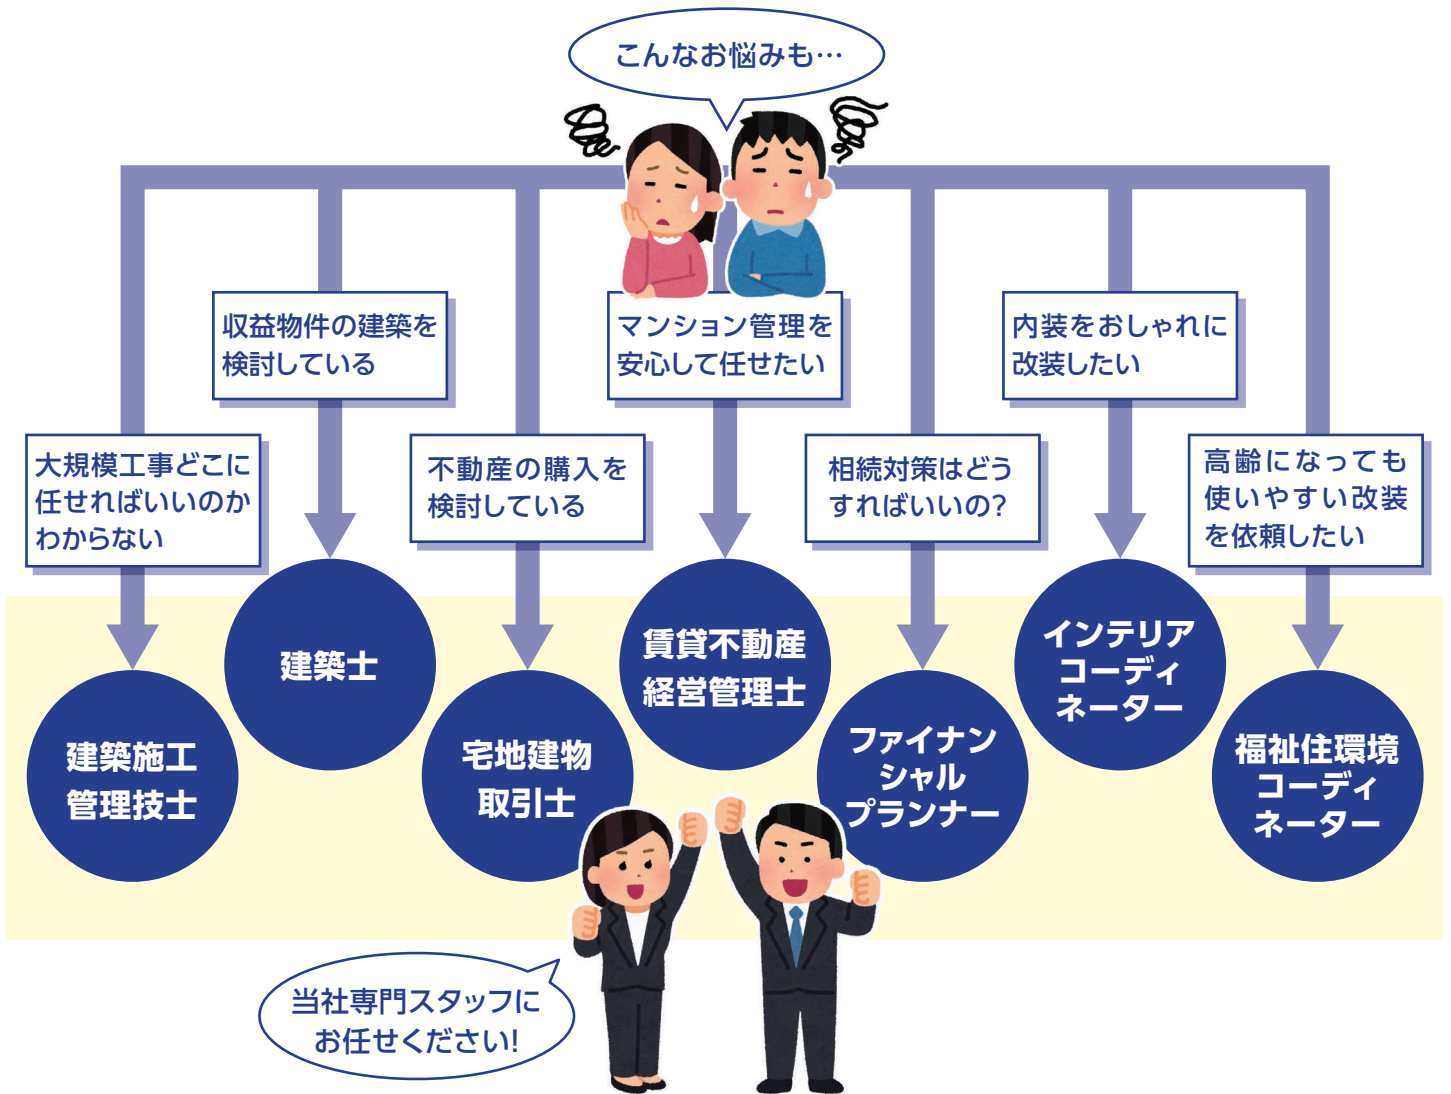 こんなお悩みも…
大規模工事どこに
任せればいいのか
わからない
収益物件の建築を
検討している
不動産の購入を
検討している
マンション管理を
安心して任せたい
相続対策はどう
すればいいの?
内装をおしゃれに
改装したい
高齢になっても
使いやすい改装
を依頼したい
建築施工
管理技士
建築士
宅地建物
取引士
賃貸不動産
経営管理士
ファイナン
シャル
プランナー
インテリア
コーディ
ネーター
福祉住環境
コーディ
ネーター
当社専門スタッフに
お任せください!